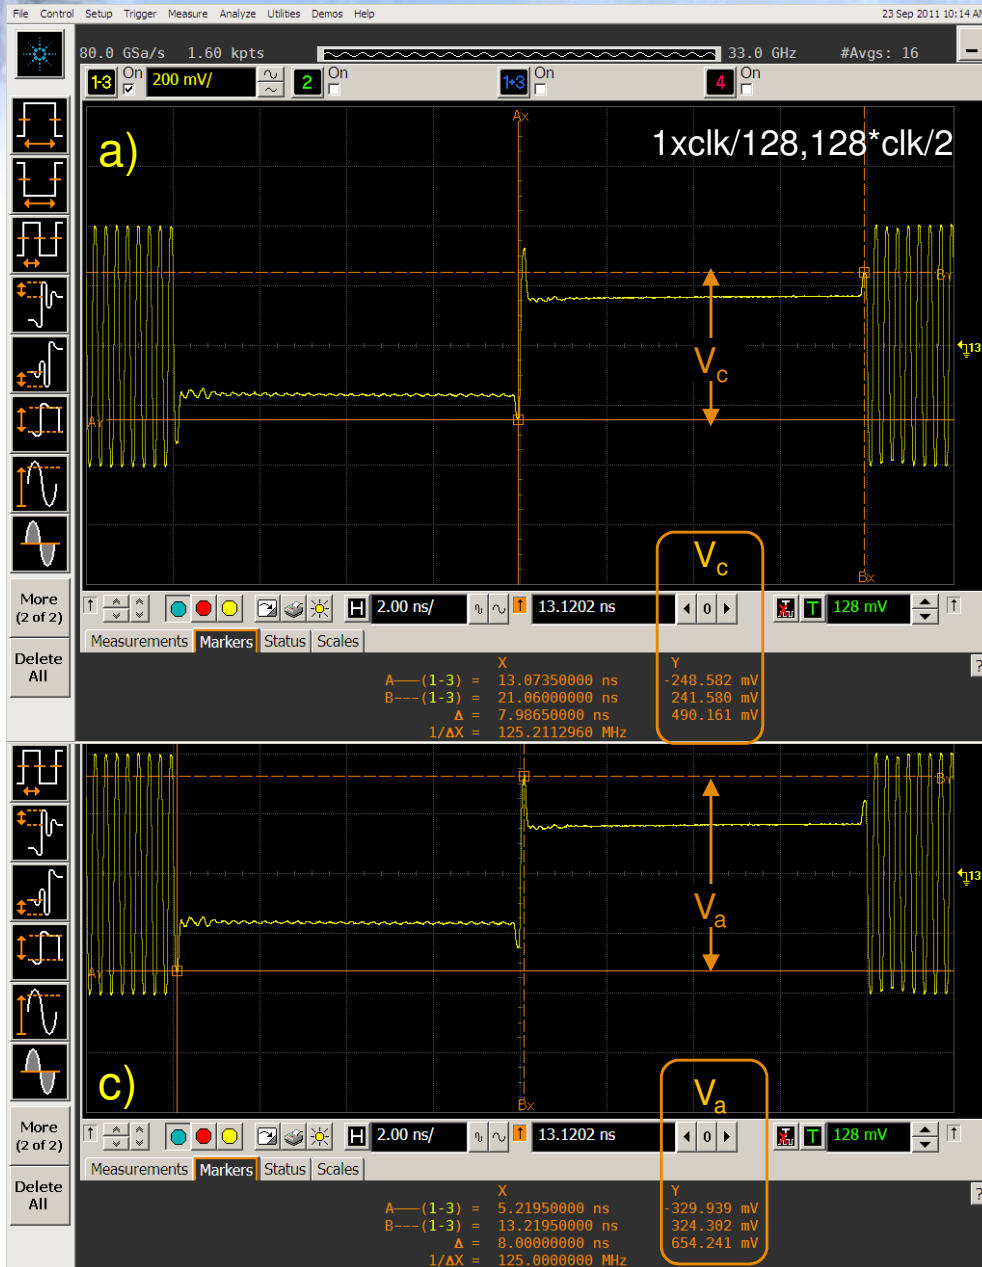 File Control Setup Trigger Measure Analyze Utilities Demos Help 23 Sep 2011 10:14 AM
80.0 GSa/s 1.60 kpts 33.0 GHz #Avgs: 16
1-3 On 200 mV/ 2 On 1+3 On 4 On
Ax
a) 1xclk/128,128*clk/2
By
13
Vc
Ay
Vc
Bx
More
(2 of 2)
H 2.00 ns/ T 13.1202 ns 0 T 128 mV
Measurements Markers Status Scales
Delete
All
?
X Y
A——(1-3) = 13.07350000 ns -248.582 mV
B---(1-3) = 21.06000000 ns 241.580 mV
Δ = 7.98650000 ns 490.161 mV
1/ΔX = 125.2112960 MHz
By
13
Va
Ay
c) Va
Bx
More
(2 of 2)
H 2.00 ns/ T 13.1202 ns 0 T 128 mV
Measurements Markers Status Scales
Delete
All
?
X Y
A——(1-3) = 5.21950000 ns -329.939 mV
B---(1-3) = 13.21950000 ns 324.302 mV
Δ = 8.00000000 ns 654.241 mV
1/ΔX = 125.0000000 MHz